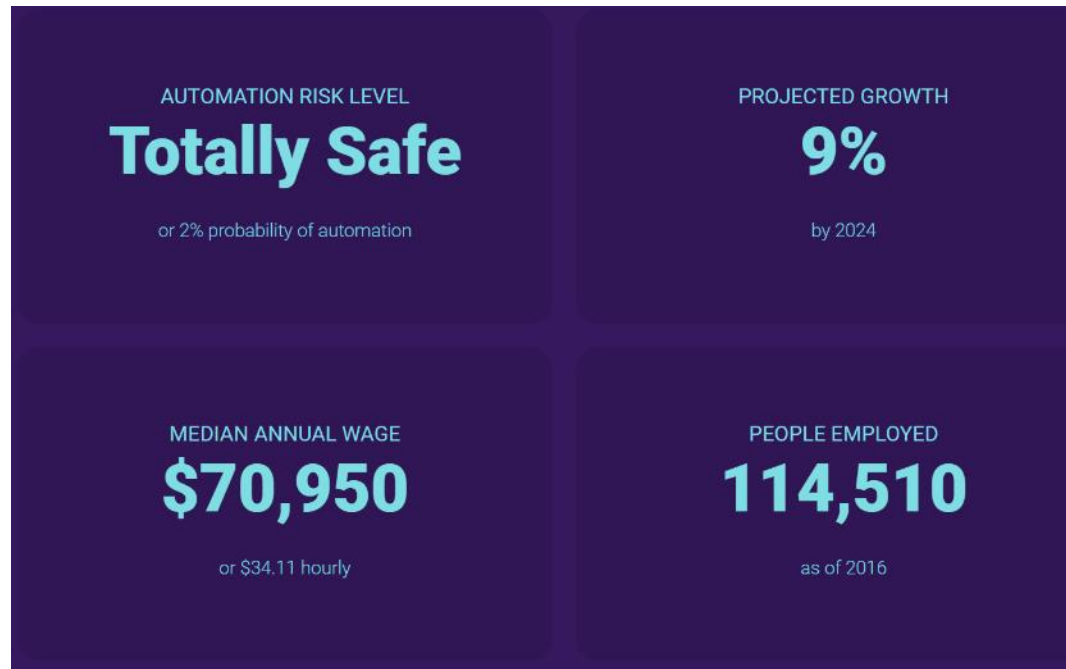 AUTOMATION RISK LEVEL
Totally Safe
or 2% probability of automation
PROJECTED GROWTH
9%
by 2024
MEDIAN ANNUAL WAGE
$70,950
or $34.11 hourly
PEOPLE EMPLOYED
114,510
as of 2016